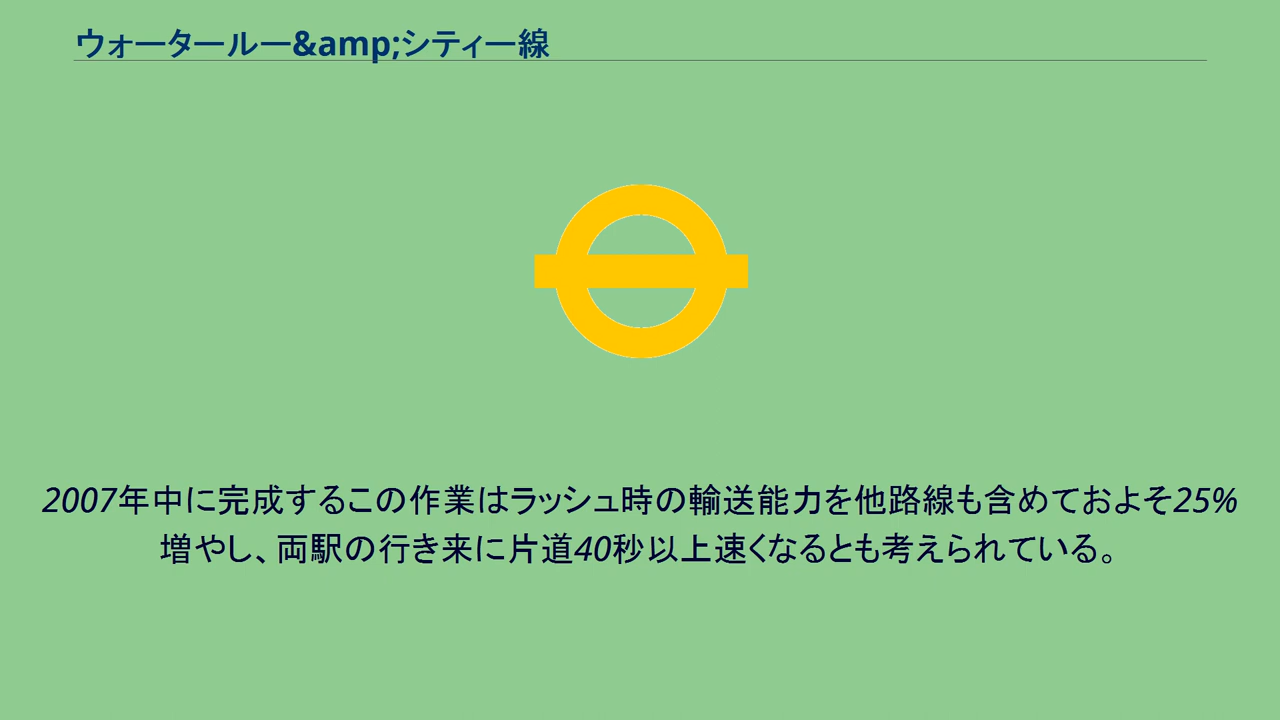 ウォータールー&amp;シティー線
2007年中に完成するこの作業はラッシュ時の輸送能力を他路線も含めておよそ25%
増やし、両駅の行き来に片道40秒以上速くなるとも考えられている。